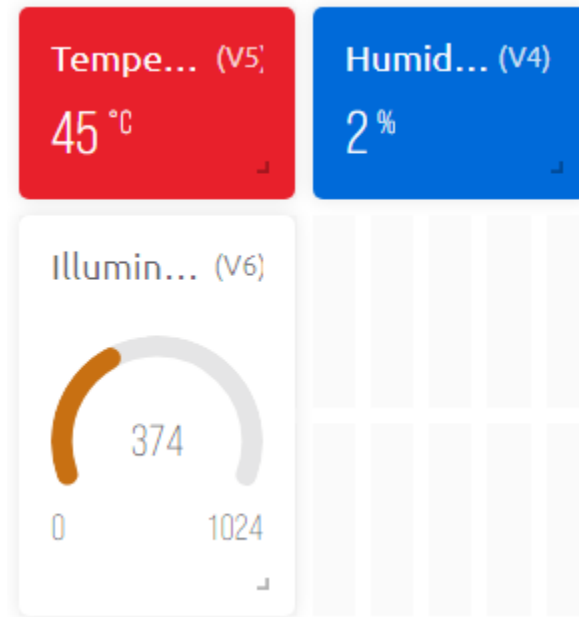 Tempe... (V5)
45 °C
Humid... (V4)
2 %
Illumin... (V6)
374
0 1024